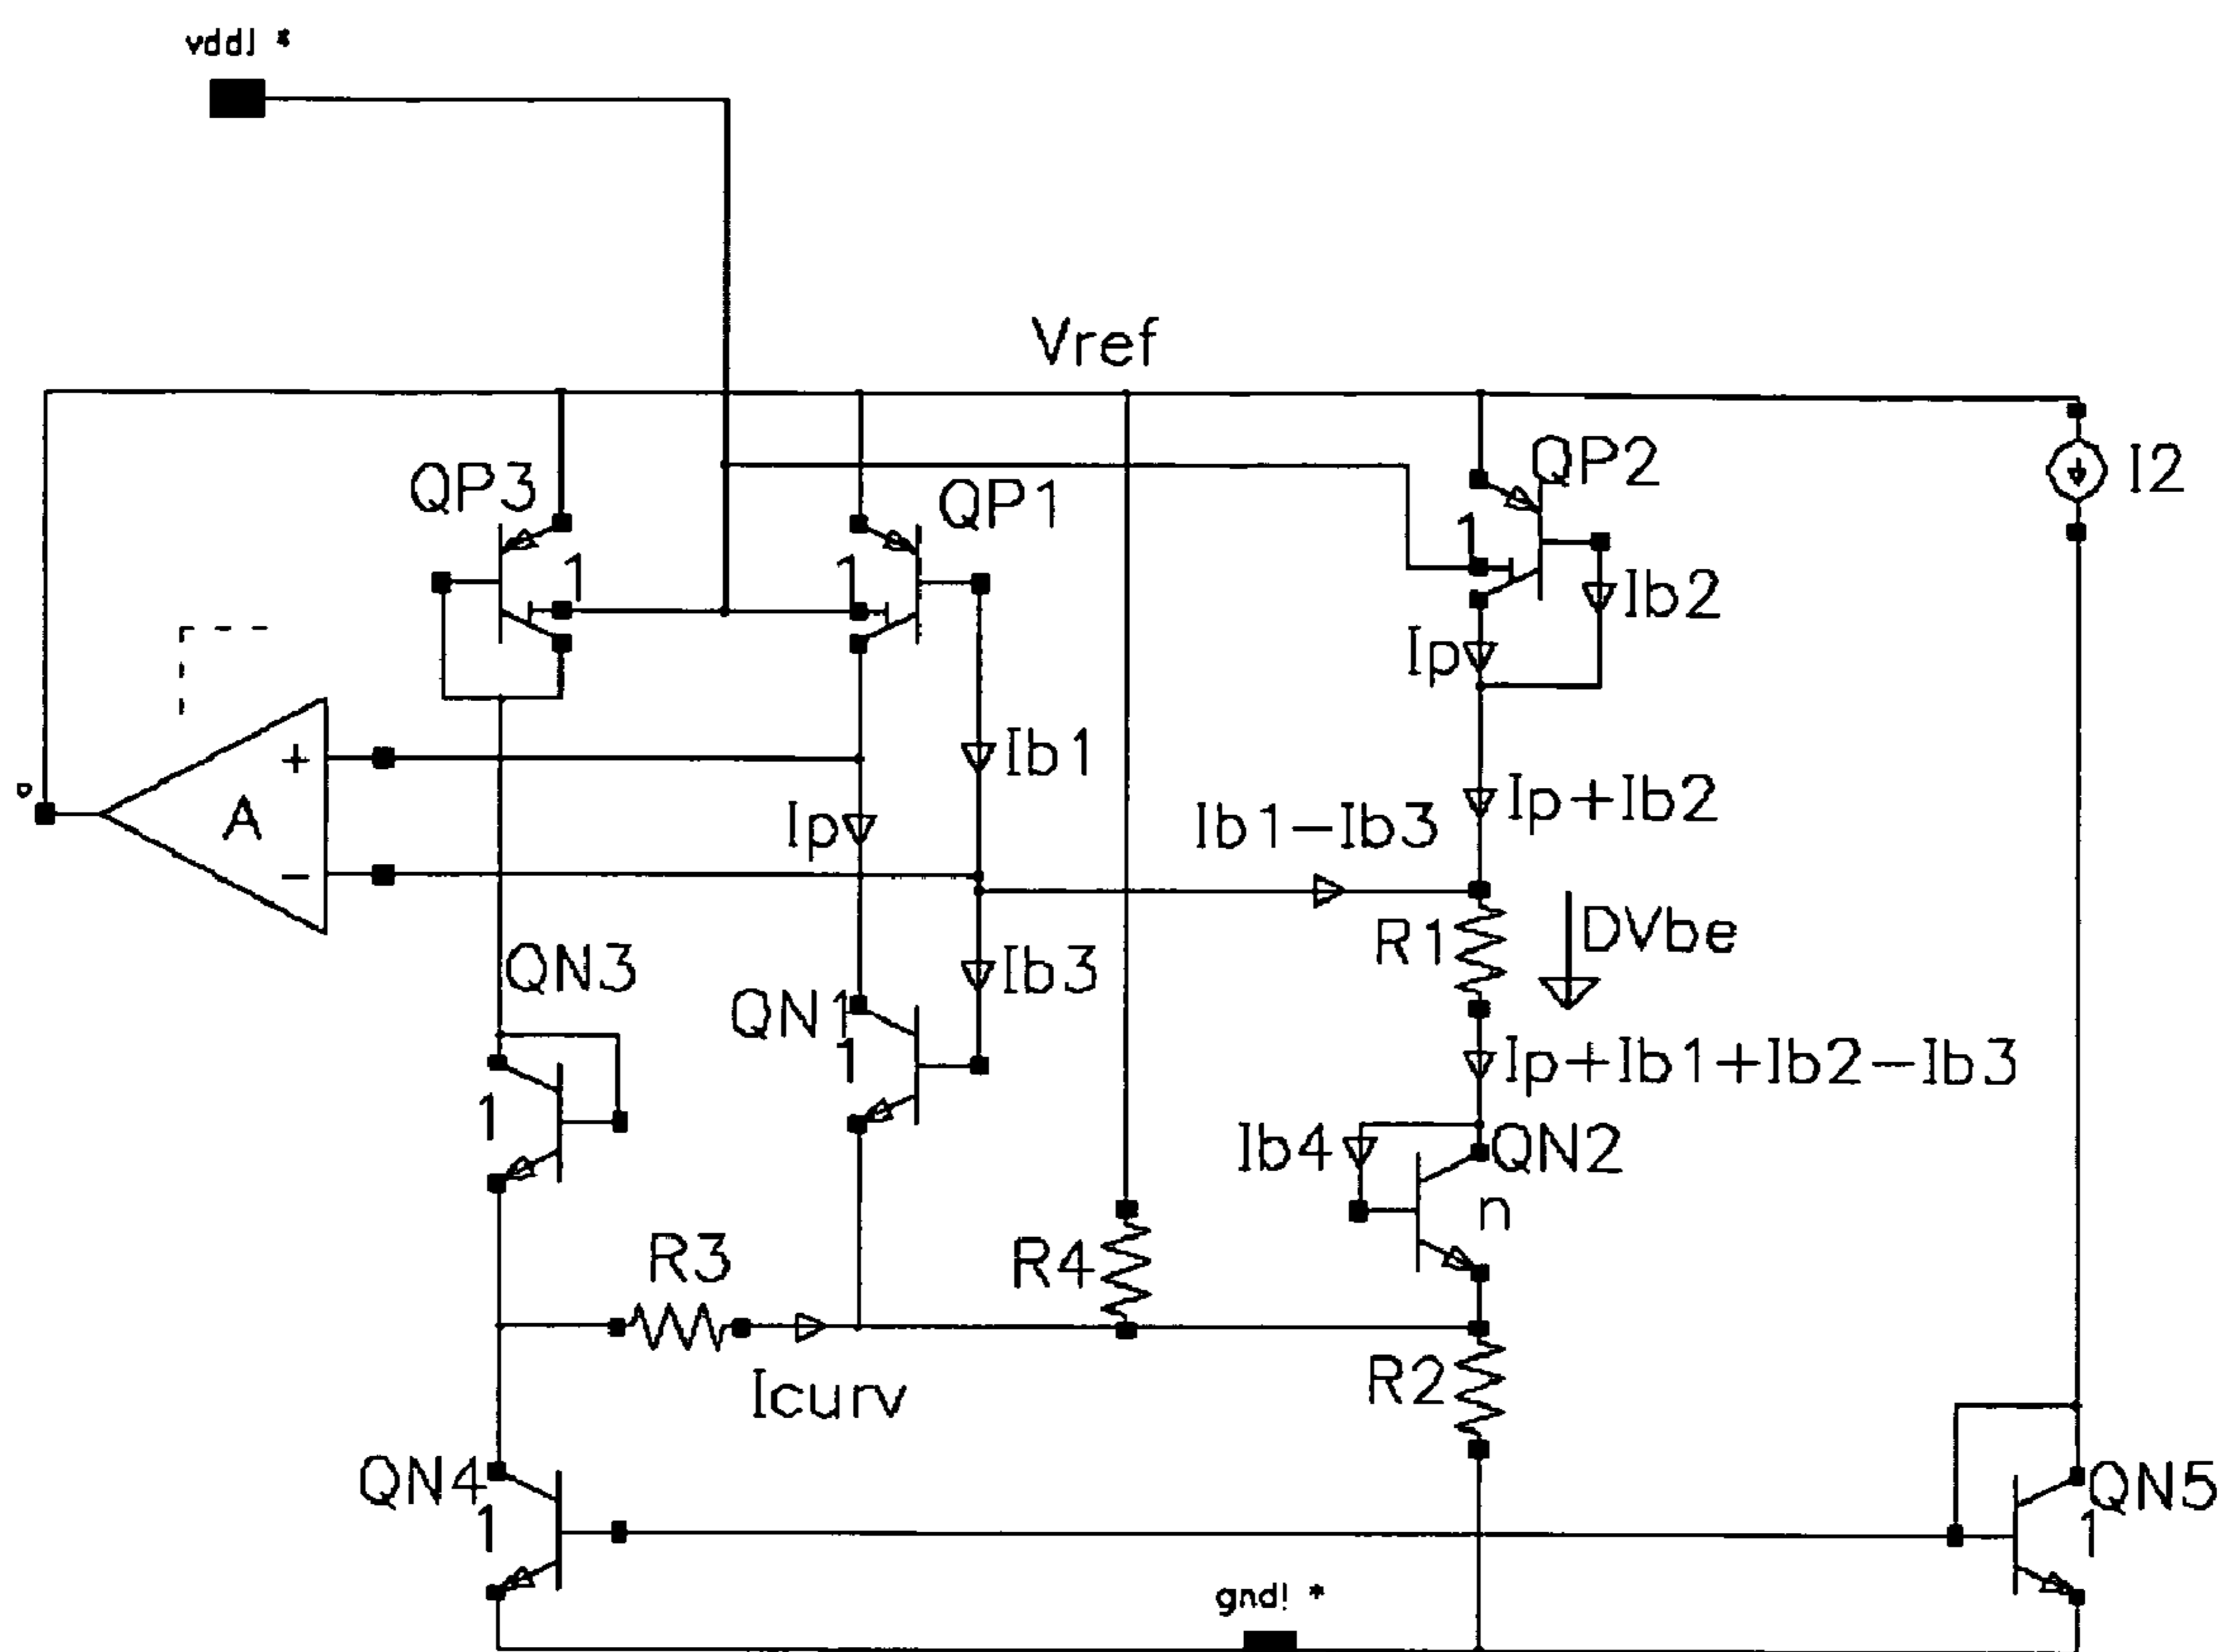 vdd! *
Vref
QP3
QP1
QP2
I2
1
1
1
Ib2
Ip
o
+
A
−
Ib1
Ip
Ip+Ib2
Ib1−Ib3
QN3
R1
DVbe
QN1
Ib3
1
Ip+Ib1+Ib2−Ib3
1
Ib4
QN2
n
R3
R4
Icurv
R2
QN4
1
QN5
1
gnd! *